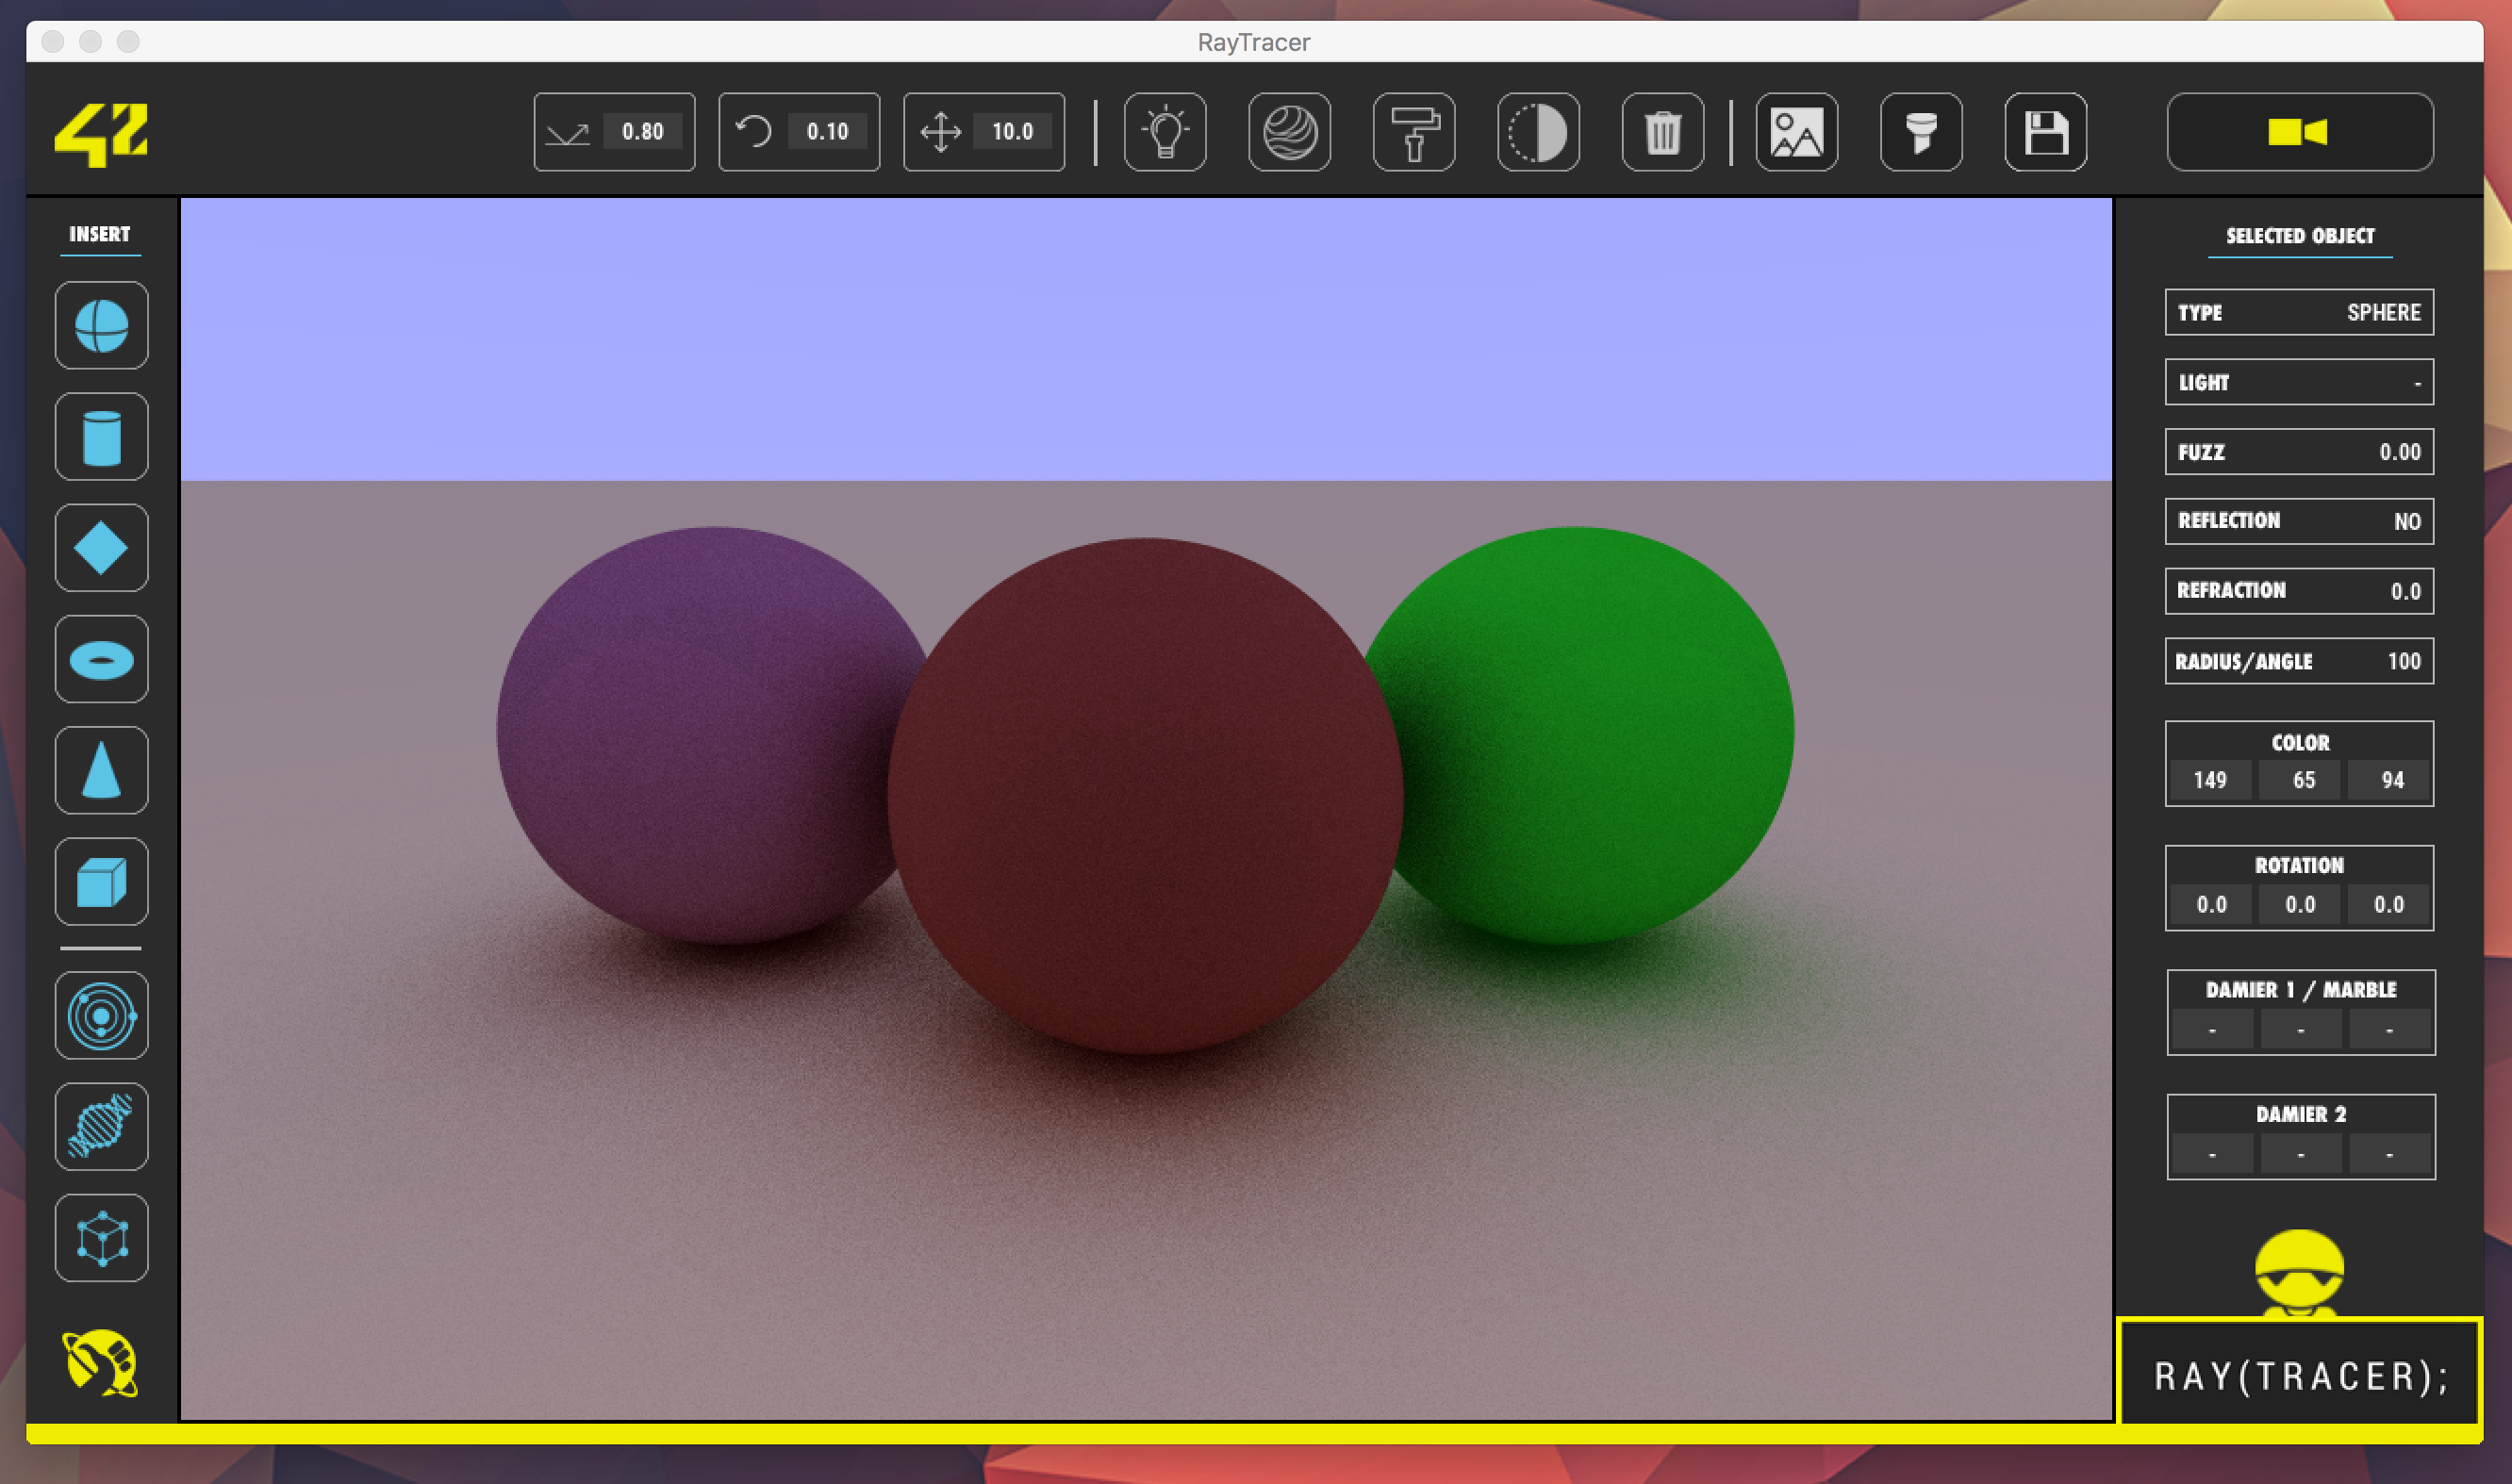 RayTracer
42
0.80
0.10
10.0
INSERT
SELECTED OBJECT
TYPE SPHERE
LIGHT -
FUZZ 0.00
REFLECTION NO
REFRACTION 0.0
RADIUS/ANGLE 100
COLOR
149 65 94
ROTATION
0.0 0.0 0.0
DAMIER 1 / MARBLE
- - -
DAMIER 2
- - -
RAY(TRACER);